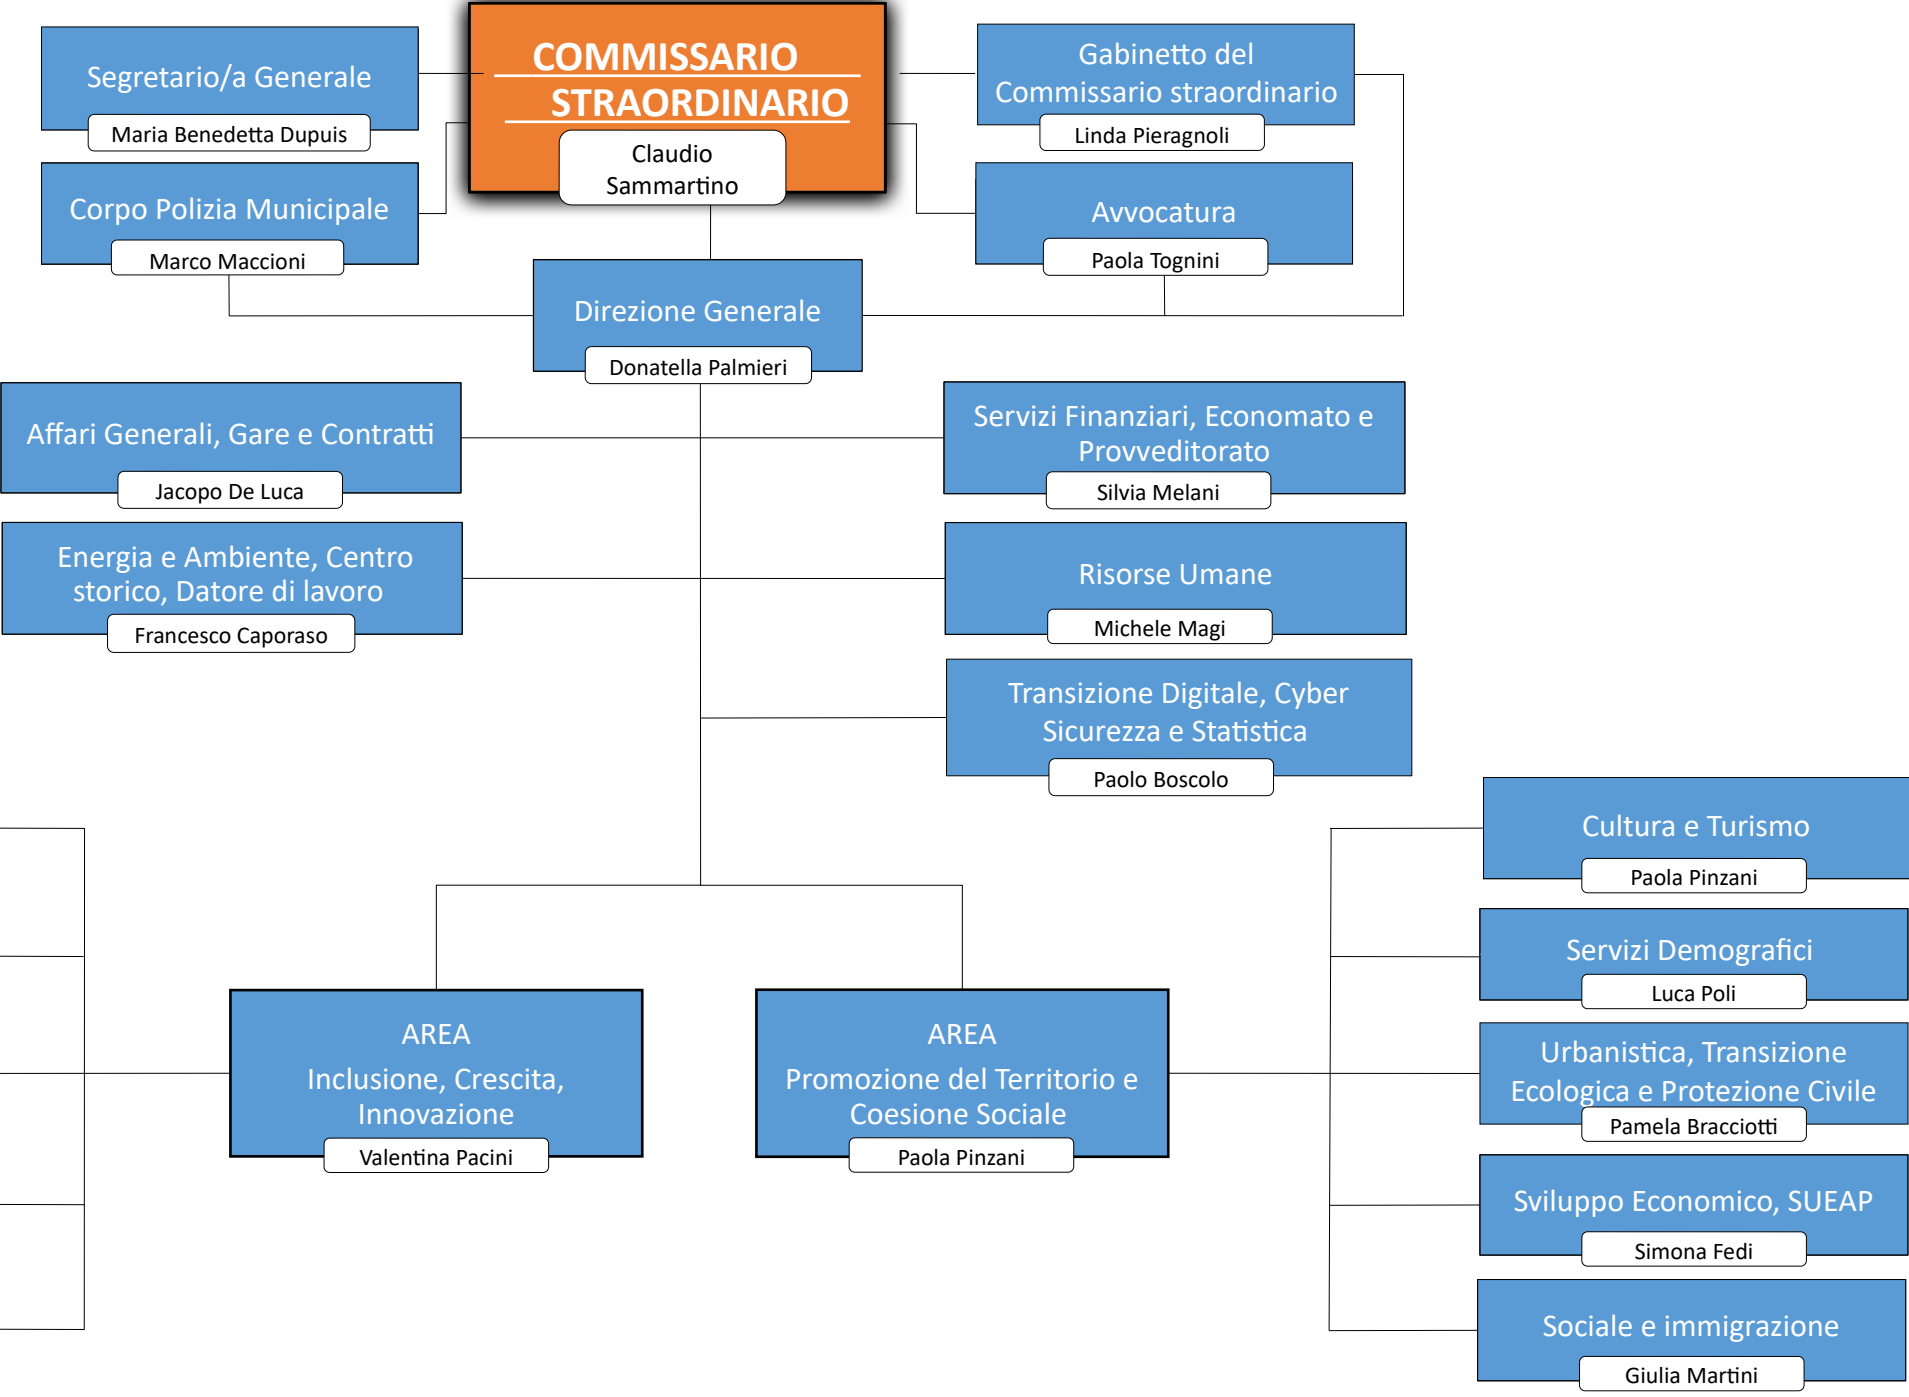 COMMISSARIO
STRAORDINARIO
Claudio
Sammartino
Segretario/a Generale
Maria Benedetta Dupuis
Gabinetto del
Commissario straordinario
Linda Pieragnoli
Corpo Polizia Municipale
Marco Maccioni
Avvocatura
Paola Tognini
Direzione Generale
Donatella Palmieri
Affari Generali, Gare e Contratti
Jacopo De Luca
Servizi Finanziari, Economato e
Provveditorato
Silvia Melani
Energia e Ambiente, Centro
storico, Datore di lavoro
Francesco Caporaso
Risorse Umane
Michele Magi
Transizione Digitale, Cyber
Sicurezza e Statistica
Paolo Boscolo
AREA
Inclusione, Crescita,
Innovazione
Valentina Pacini
AREA
Promozione del Territorio e
Coesione Sociale
Paola Pinzani
Cultura e Turismo
Paola Pinzani
Servizi Demografici
Luca Poli
Urbanistica, Transizione
Ecologica e Protezione Civile
Pamela Bracciotti
Sviluppo Economico, SUEAP
Simona Fedi
Sociale e immigrazione
Giulia Martini